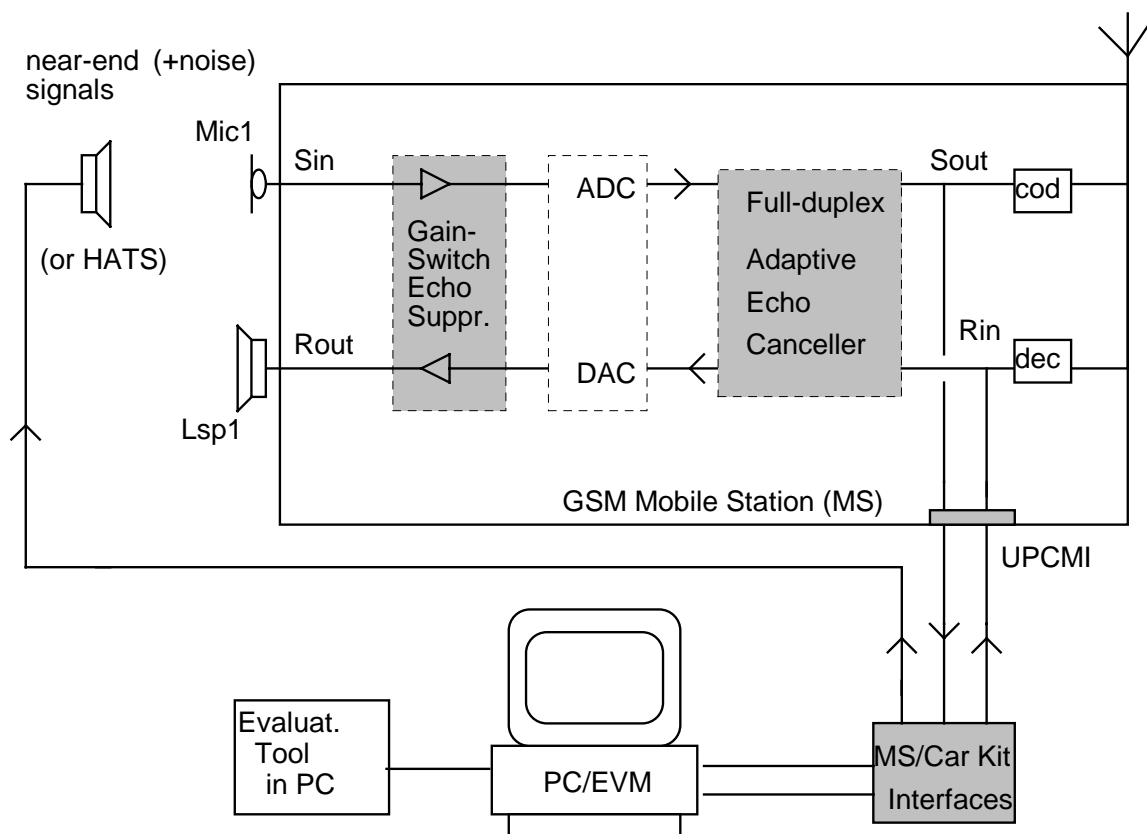 near-end (+noise)
signals
Mic1
Sin
Sout
ADC
cod
Full-duplex
Adaptive
Echo
Canceller
Gain-
Switch
Echo
Suppr.
(or HATS)
Rout
Rin
DAC
dec
Lsp1
GSM Mobile Station (MS)
UPCMI
Evaluat.
Tool
in PC
PC/EVM
MS/Car Kit
Interfaces